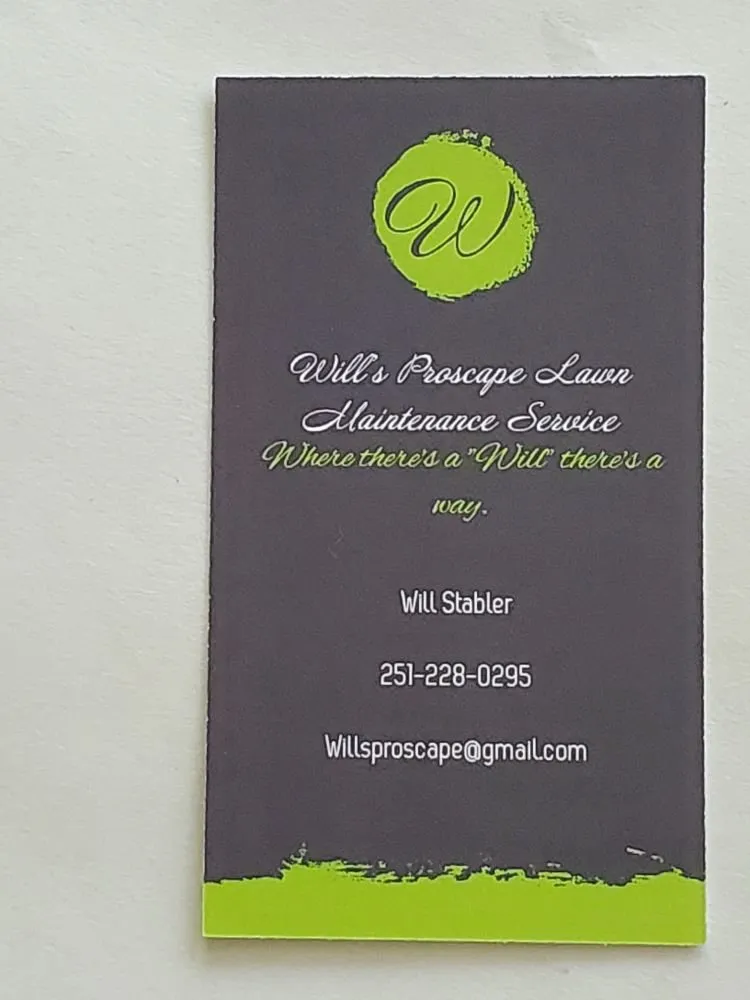 W
Will's Proscape Lawn
Maintenance Service
Where there's a "Will" there's a
way.
Will Stabler
251-228-0295
Willsproscape@gmail.com